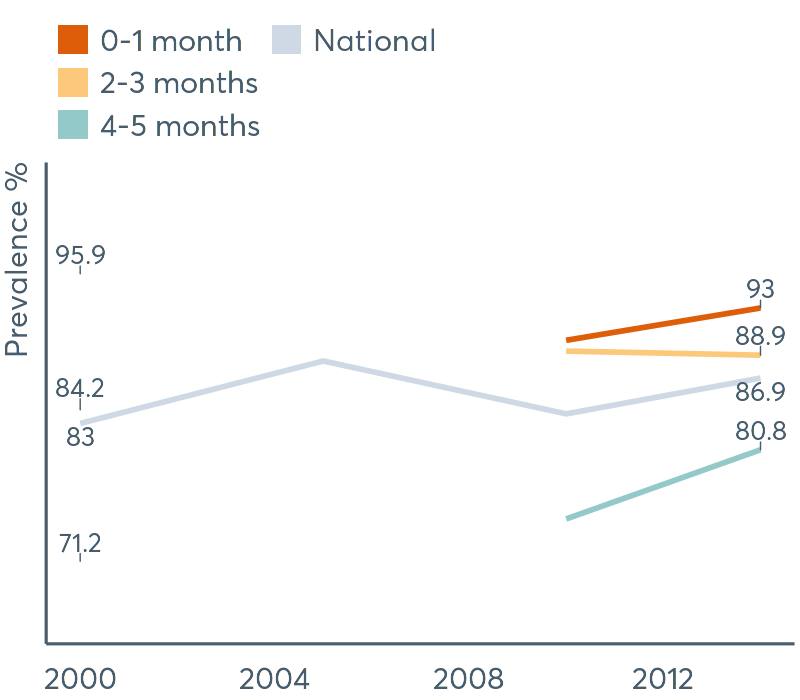 0-1 month National
2-3 months
4-5 months
Prevalence %
95.9
84.2
83
71.2
93
88.9
86.9
80.8
2000 2004 2008 2012